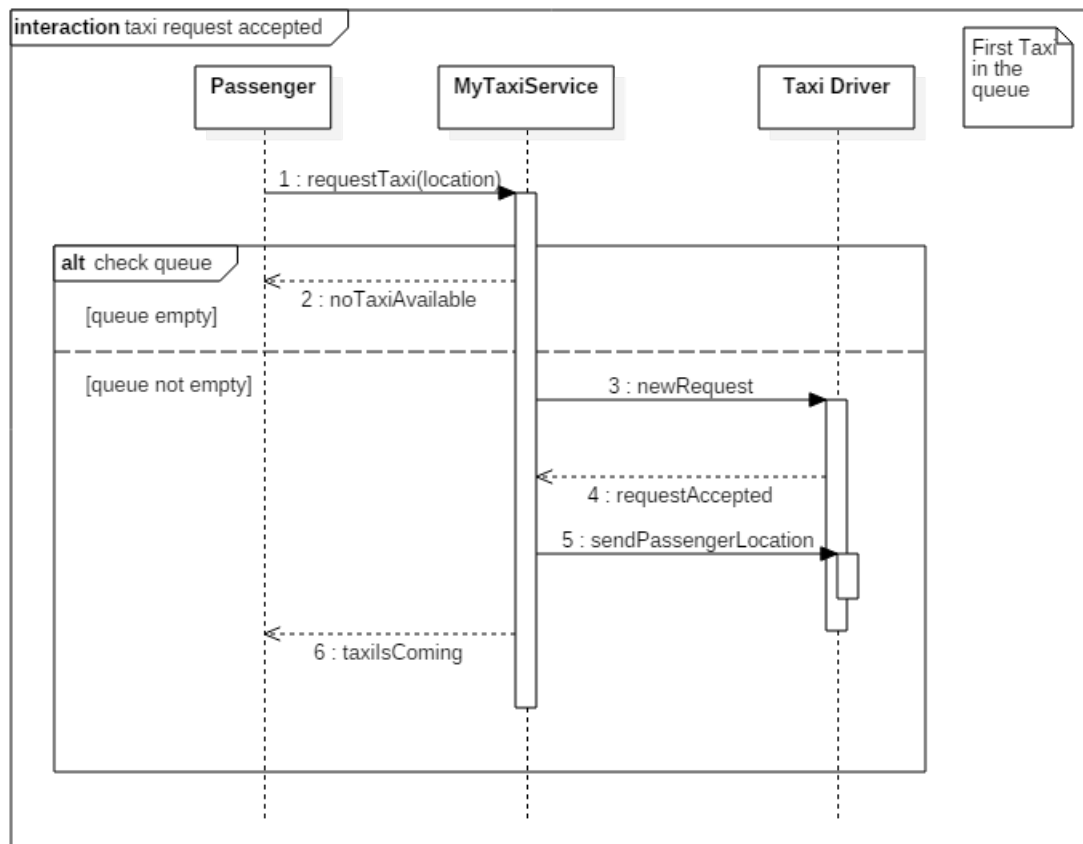 interaction taxi request accepted
First Taxi
in the
queue
Passenger
MyTaxiService
Taxi Driver
1 : requestTaxi(location)
alt check queue
2 : noTaxiAvailable
[queue empty]
[queue not empty]
3 : newRequest
4 : requestAccepted
5 : sendPassengerLocation
6 : taxiIsComing